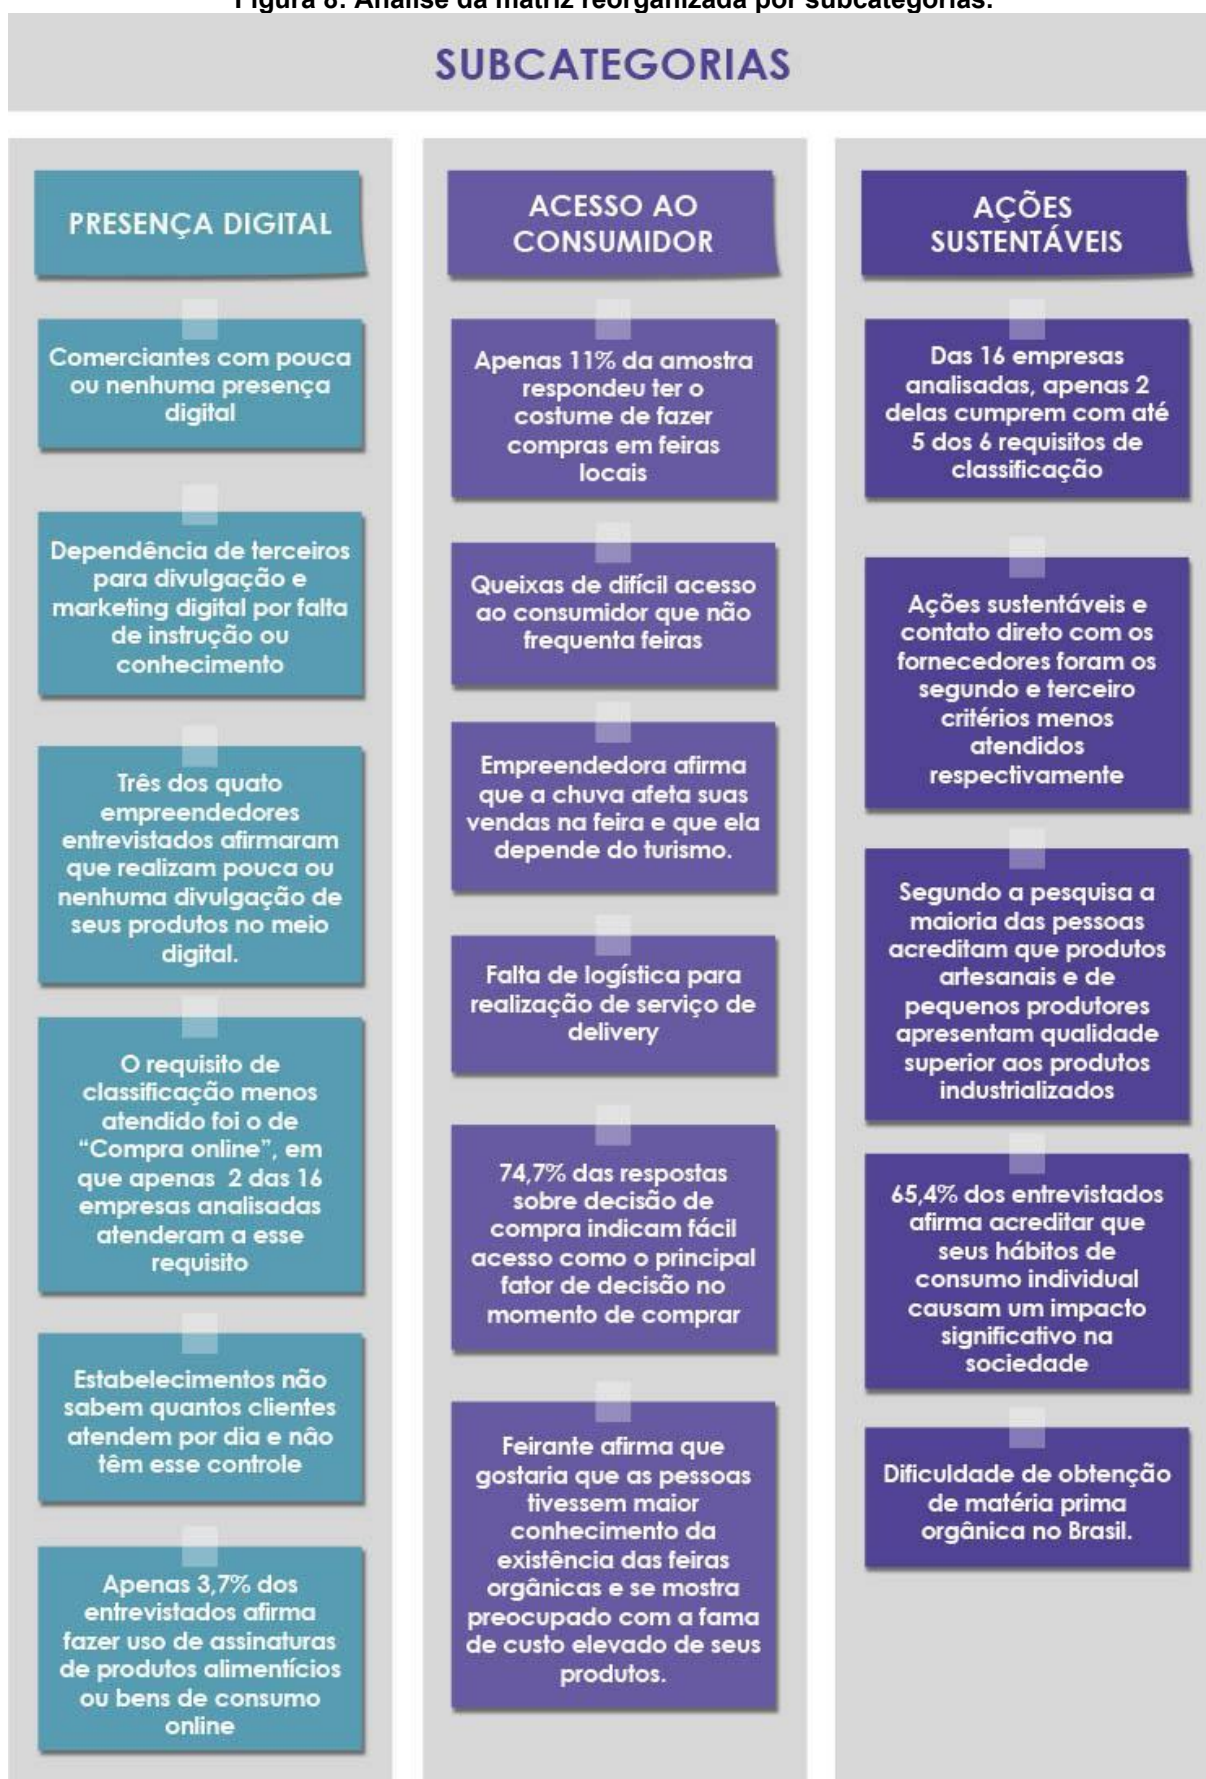 Figura 8: Análise da matriz reorganizada por subcategorias.
SUBCATEGORIAS
PRESENÇA DIGITAL
Comerciantes com pouca
ou nenhuma presença
digital
Dependência de terceiros
para divulgação e
marketing digital por falta
de instrução ou
conhecimento
Três dos quato
empreendedores
entrevistados afirmaram
que realizam pouca ou
nenhuma divulgação de
seus produtos no meio
digital.
O requisito de
classificação menos
atendido foi o de
“Compra online”, em
que apenas 2 das 16
empresas analisadas
atenderam a esse
requisito
Estabelecimentos não
sabem quantos clientes
atendem por dia e não
têm esse controle
Apenas 3,7% dos
entrevistados afirma
fazer uso de assinaturas
de produtos alimentícios
ou bens de consumo
online
ACESSO AO
CONSUMIDOR
Apenas 11% da amostra
respondeu ter o
costume de fazer
compras em feiras
locais
Queixas de difícil acesso
ao consumidor que não
frequenta feiras
Empreendedora afirma
que a chuva afeta suas
vendas na feira e que ela
depende do turismo.
Falta de logística para
realização de serviço de
delivery
74,7% das respostas
sobre decisão de
compra indicam fácil
acesso como o principal
fator de decisão no
momento de comprar
Feirante afirma que
gostaria que as pessoas
tivessem maior
conhecimento da
existência das feiras
orgânicas e se mostra
preocupado com a fama
de custo elevado de seus
produtos.
AÇÕES
SUSTENTÁVEIS
Das 16 empresas
analisadas, apenas 2
delas cumprem com até
5 dos 6 requisitos de
classificação
Ações sustentáveis e
contato direto com os
fornecedores foram os
segundo e terceiro
critérios menos
atendidos
respectivamente
Segundo a pesquisa a
maioria das pessoas
acreditam que produtos
artesanais e de
pequenos produtores
apresentam qualidade
superior aos produtos
industrializados
65,4% dos entrevistados
afirma acreditar que
seus hábitos de
consumo individual
causam um impacto
significativo na
sociedade
Dificuldade de obtenção
de matéria prima
orgânica no Brasil.